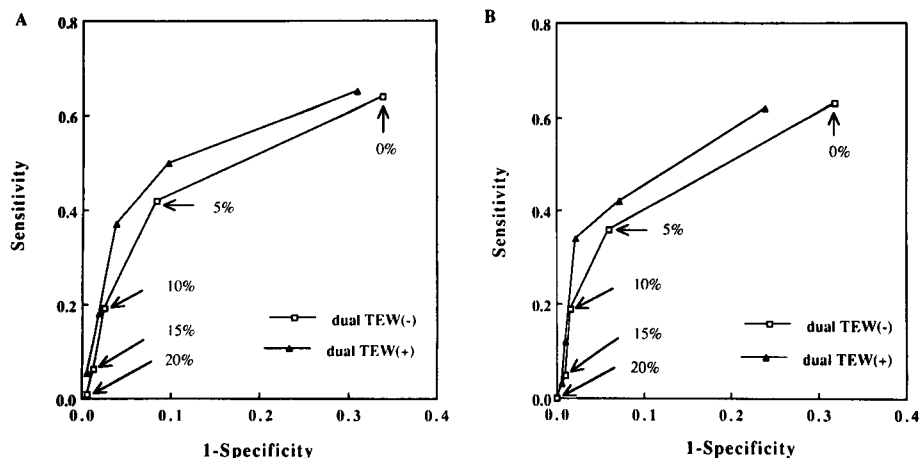 A
0.8
0.6
0.4
0.2
0.0
Sensitivity
0%
5%
10%
15%
20%
dual TEW(-)
dual TEW(+)
0.0 0.1 0.2 0.3 0.4
1-Specificity
B
0.8
0.6
0.4
0.2
0.0
Sensitivity
0%
5%
10%
15%
20%
dual TEW(-)
dual TEW(+)
0.0 0.1 0.2 0.3 0.4
1-Specificity